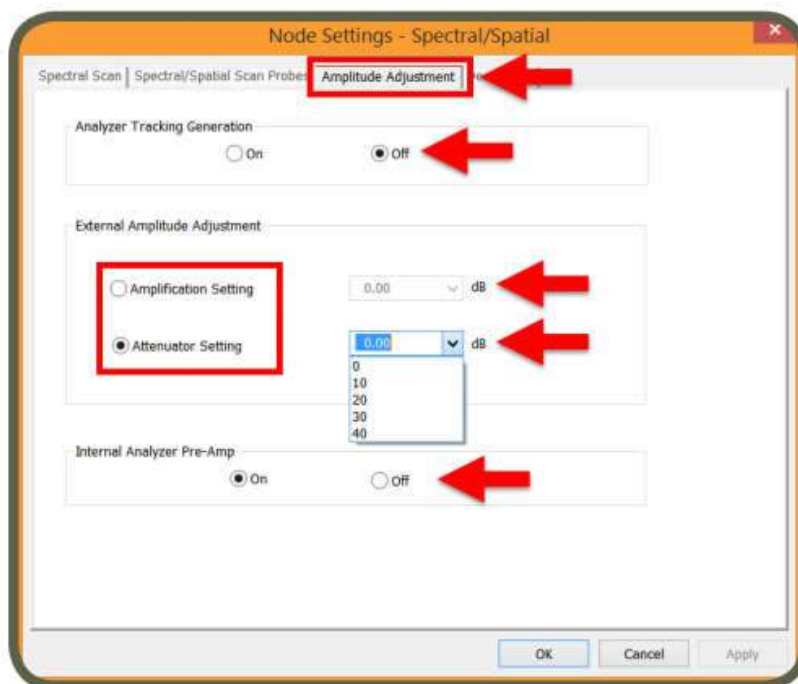 Node Settings - Spectral/Spatial
Spectral Scan Spectral/Spatial Scan Probes Amplitude Adjustment
Analyzer Tracking Generation
On Off
External Amplitude Adjustment
Amplification Setting 0.00 dB
Attenuator Setting 0.00 dB
0
10
20
30
40
Internal Analyzer Pre-Amp
On Off
OK Cancel Apply